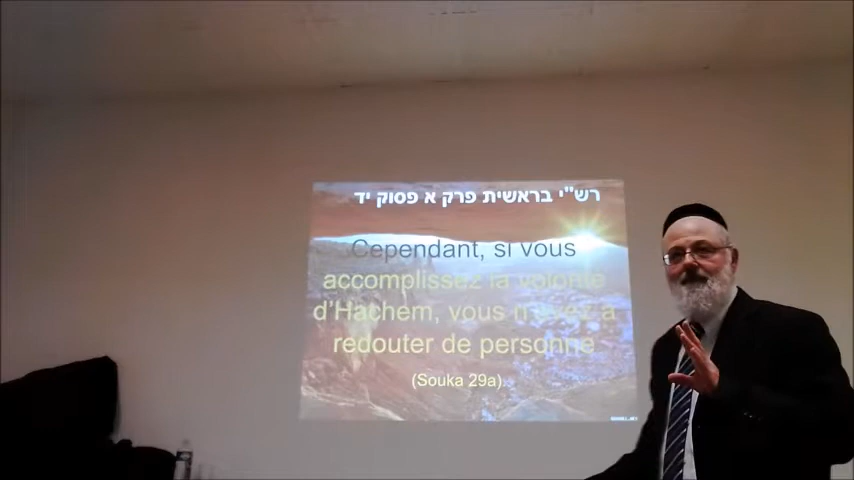 רש"י בראשית פרק א פסוק יד
Cependant, si vous
accomplissez la volonté
d'Hachem, vous n'avez à
redouter de personne
(Souka 29a)